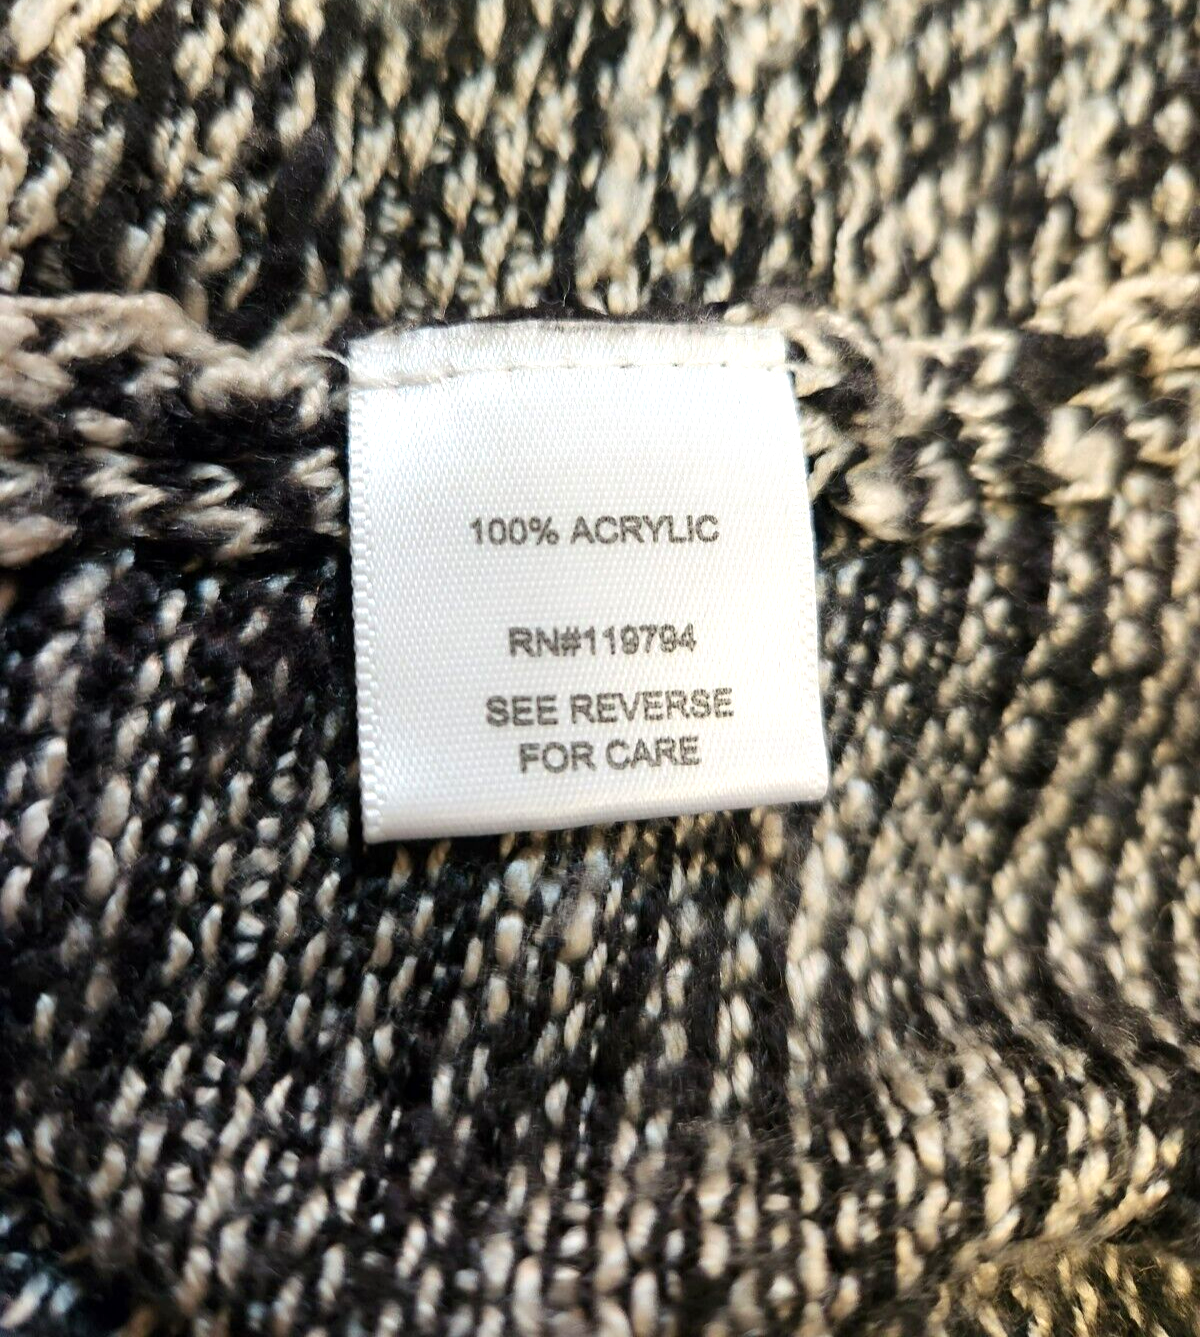 100% ACRYLIC
RN#119794
SEE REVERSE
FOR CARE